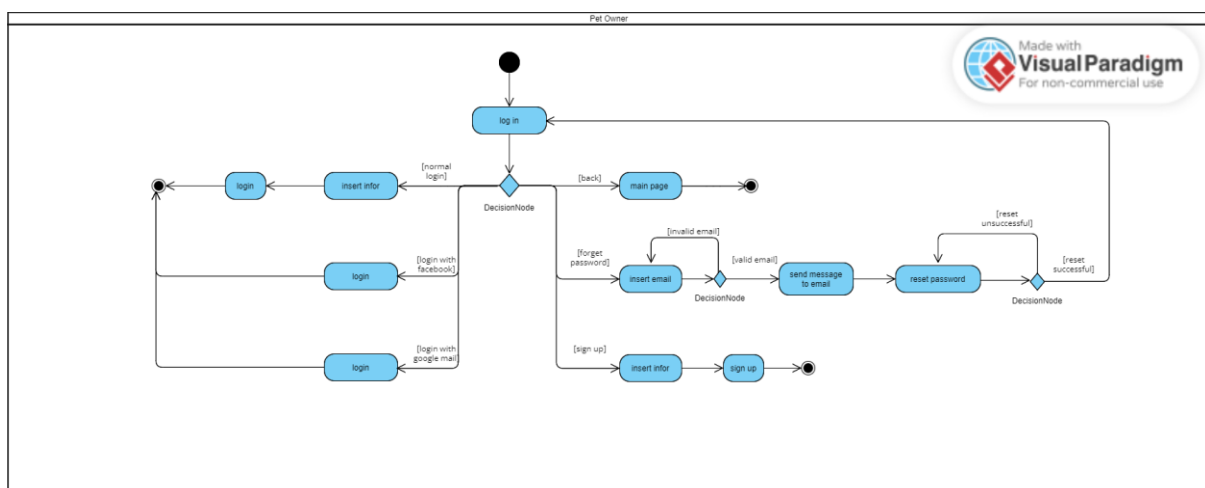 Pet Owner
Made with
Visual Paradigm
For non-commercial use
log in
[normal
login]
[back]
login
insert infor
main page
DecisionNode
[reset
unsuccessful]
[invalid email]
[forget
password]
[login with
facebook]
[valid email]
[reset
successful]
login
insert email
send message
to email
reset password
DecisionNode
DecisionNode
[login with
google mail]
[sign up]
login
insert infor
sign up